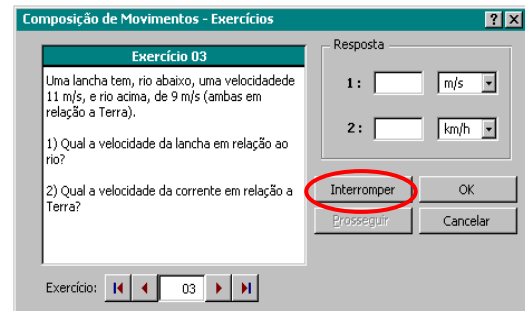 Composição de Movimentos - Exercícios
Exercício 03
Uma lancha tem, rio abaixo, uma velocidadede
11 m/s, e rio acima, de 9 m/s (ambas em
relação a Terra).
1) Qual a velocidade da lancha em relação ao
rio?
2) Qual a velocidade da corrente em relação a
Terra?
Resposta
1: m/s
2: km/h
Interromper OK
Prosseguir Cancelar
Exercício: 03